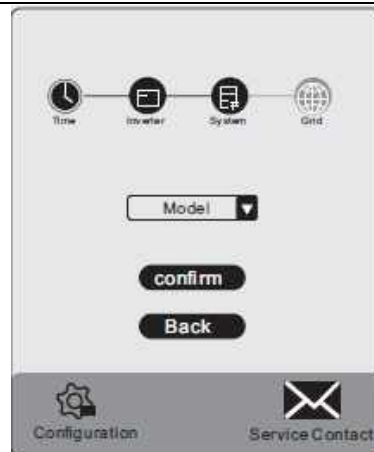 Time Inverter System Grid
Model
confirm
Back
Configuration Service Contact